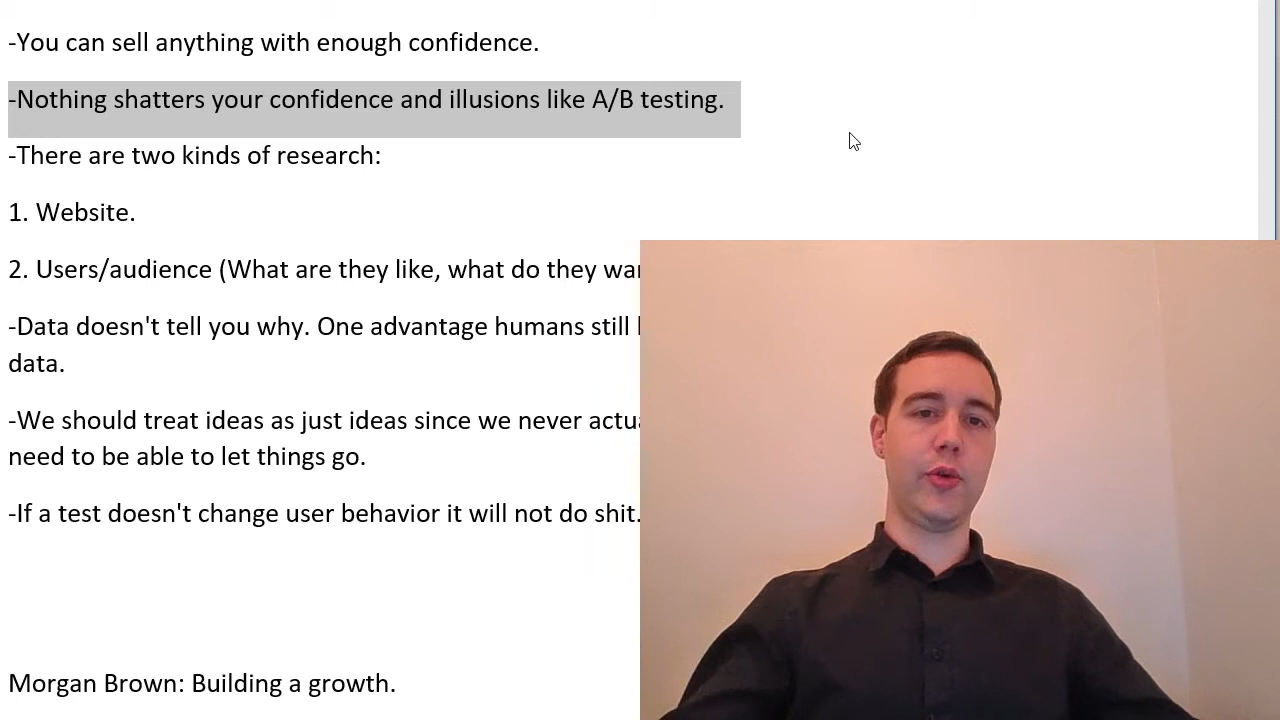 -You can sell anything with enough confidence.
-Nothing shatters your confidence and illusions like A/B testing.
-There are two kinds of research:
1. Website.
2. Users/audience (What are they like, what do they
-Data doesn't tell you why. One advantage humans still
data.
-We should treat ideas as just ideas since we never
need to be able to let things go.
-If a test doesn't change user behavior it will not do shit.
Morgan Brown: Building a growth.